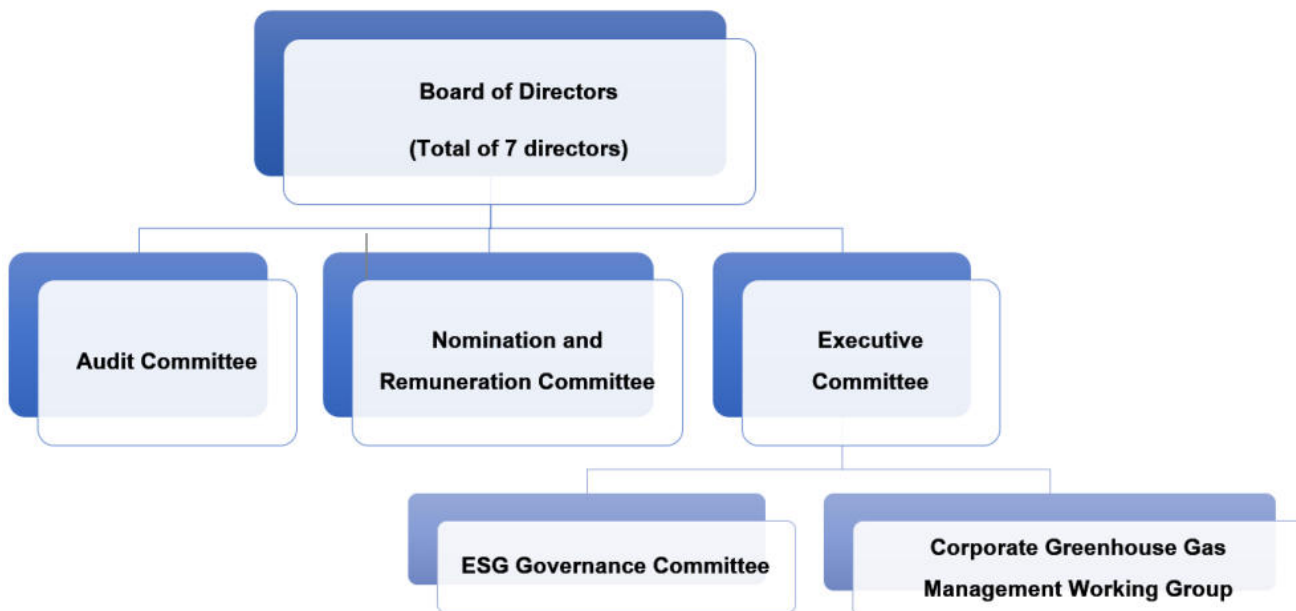 Board of Directors
(Total of 7 directors)
Audit Committee
Nomination and
Remuneration Committee
Executive
Committee
ESG Governance Committee
Corporate Greenhouse Gas
Management Working Group